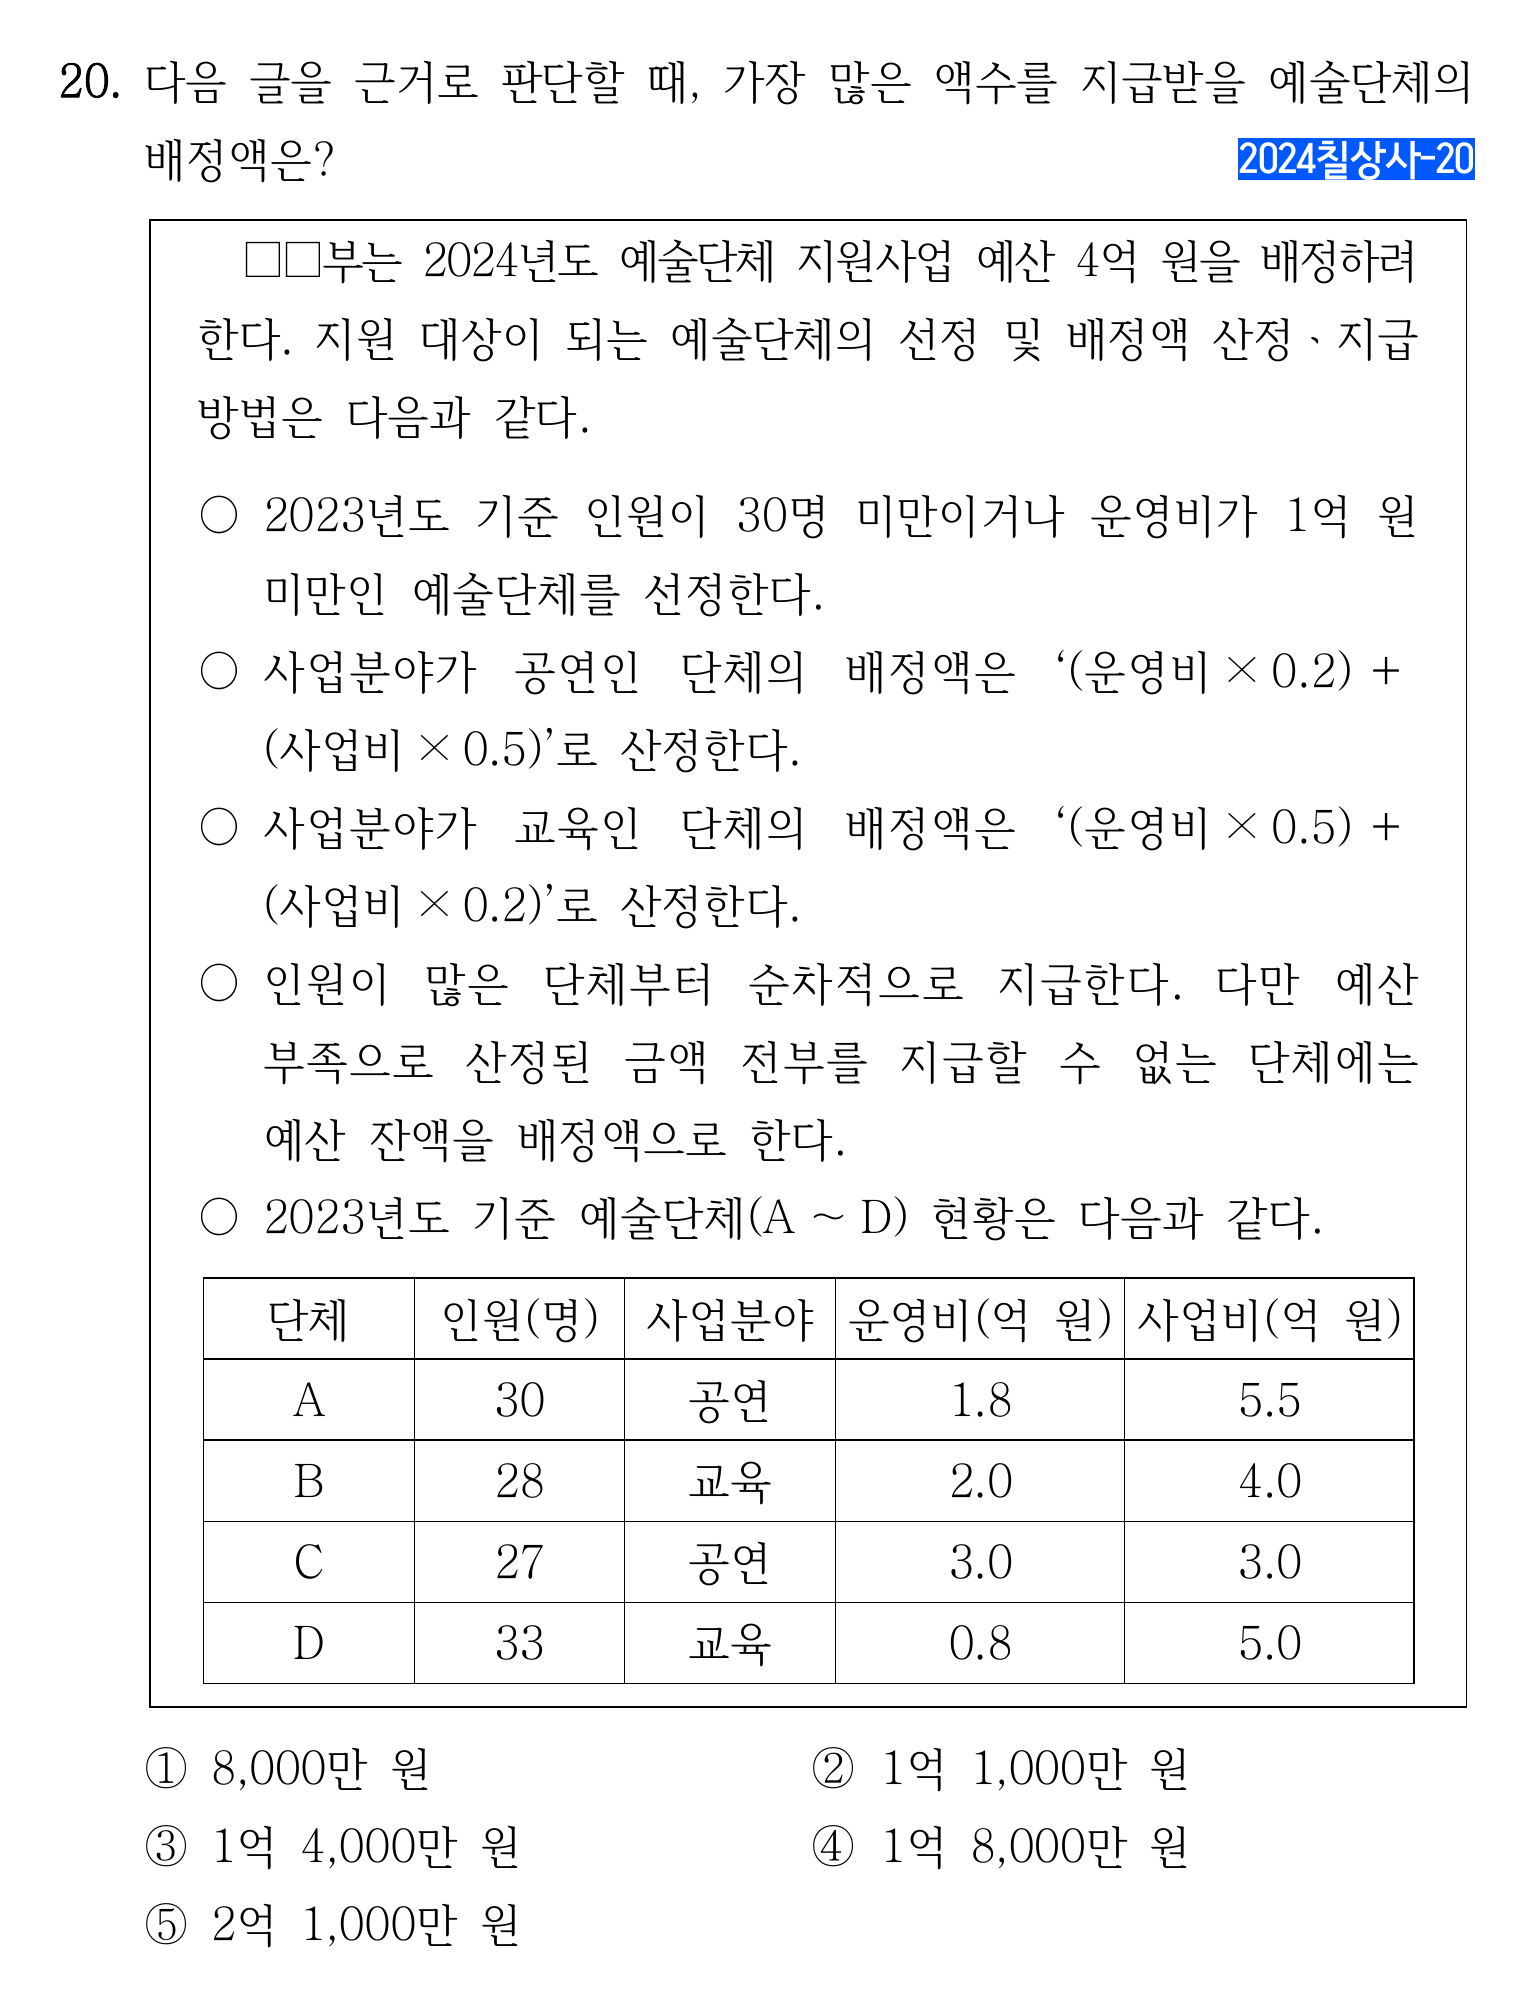 20. 다음 글을 근거로 판단할 때, 가장 많은 액수를 지급받을 예술단체의
배정액은?
2024칠상사-20
□□부는 2024년도 예술단체 지원사업 예산 4억 원을 배정하려
한다. 지원 대상이 되는 예술단체의 선정 및 배정액 산정ㆍ지급
방법은 다음과 같다.
○ 2023년도 기준 인원이 30명 미만이거나 운영비가 1억 원
미만인 예술단체를 선정한다.
○ 사업분야가 공연인 단체의 배정액은 ‘(운영비 × 0.2) +
(사업비 × 0.5)’로 산정한다.
○ 사업분야가 교육인 단체의 배정액은 ‘(운영비 × 0.5) +
(사업비 × 0.2)’로 산정한다.
○ 인원이 많은 단체부터 순차적으로 지급한다. 다만 예산
부족으로 산정된 금액 전부를 지급할 수 없는 단체에는
예산 잔액을 배정액으로 한다.
○ 2023년도 기준 예술단체(A ~ D) 현황은 다음과 같다.
단체 인원(명) 사업분야 운영비(억 원) 사업비(억 원)
A 30 공연 1.8 5.5
B 28 교육 2.0 4.0
C 27 공연 3.0 3.0
D 33 교육 0.8 5.0
① 8,000만 원 ② 1억 1,000만 원
③ 1억 4,000만 원 ④ 1억 8,000만 원
⑤ 2억 1,000만 원